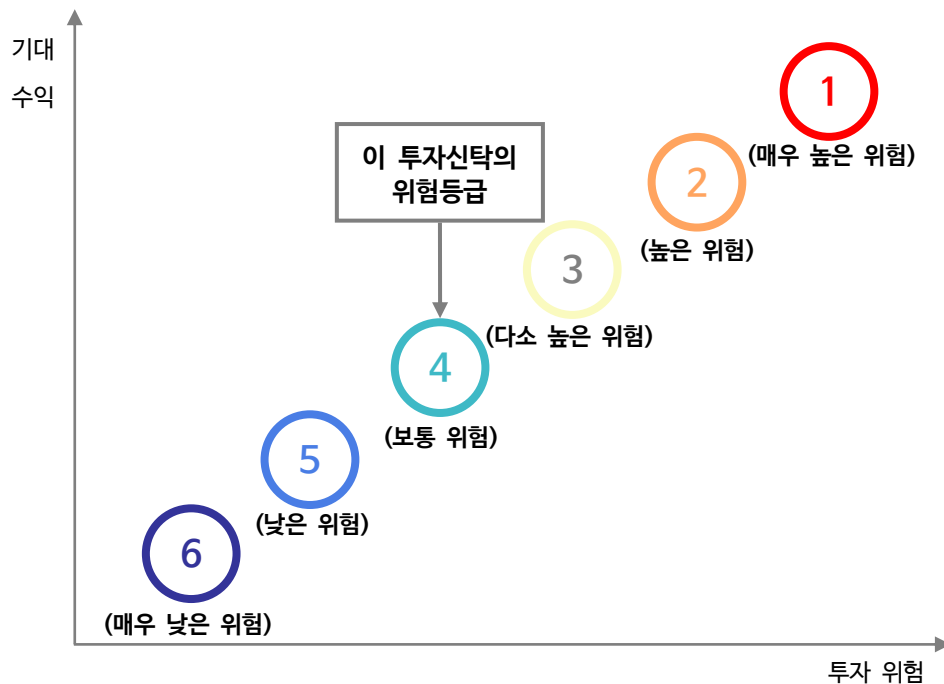 기대
수익
1
(매우 높은 위험)
이 투자신탁의
위험등급
2
(높은 위험)
3
(다소 높은 위험)
4
(보통 위험)
5
(낮은 위험)
6
(매우 낮은 위험)
투자 위험